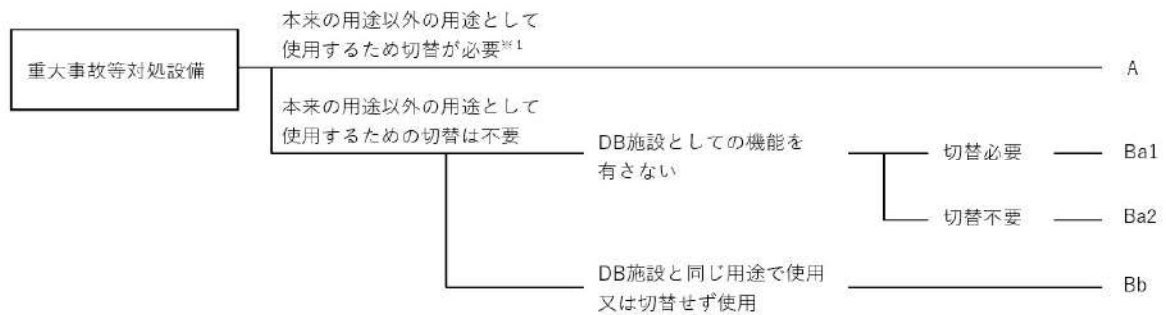 本来の用途以外の用途として
使用するため切替が必要※1
重大事故等対処設備
A
本来の用途以外の用途として
使用するための切替は不要
DB施設としての機能を
有さない
切替必要
Ba1
切替不要
Ba2
DB施設と同じ用途で使用
又は切替せず使用
Bb